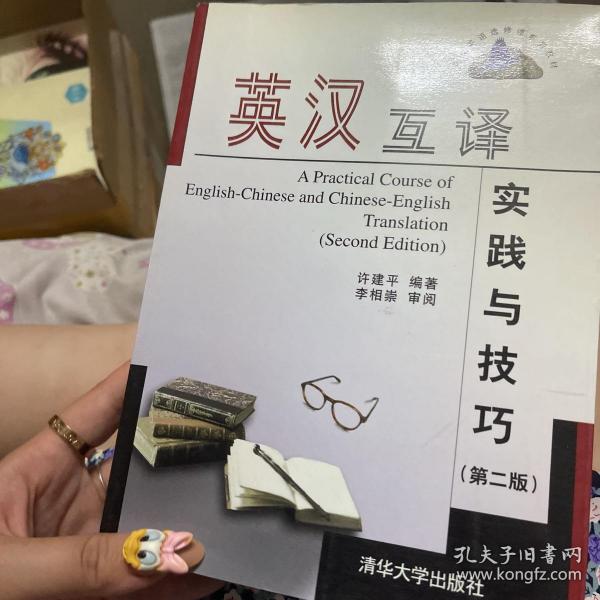 英汉互译
A Practical Course of
English-Chinese and Chinese-English
Translation
(Second Edition)
许建平 编著
李相崇 审阅
实践与技巧
(第二版)
清华大学出版社
孔夫子旧书网
www.kongfz.com